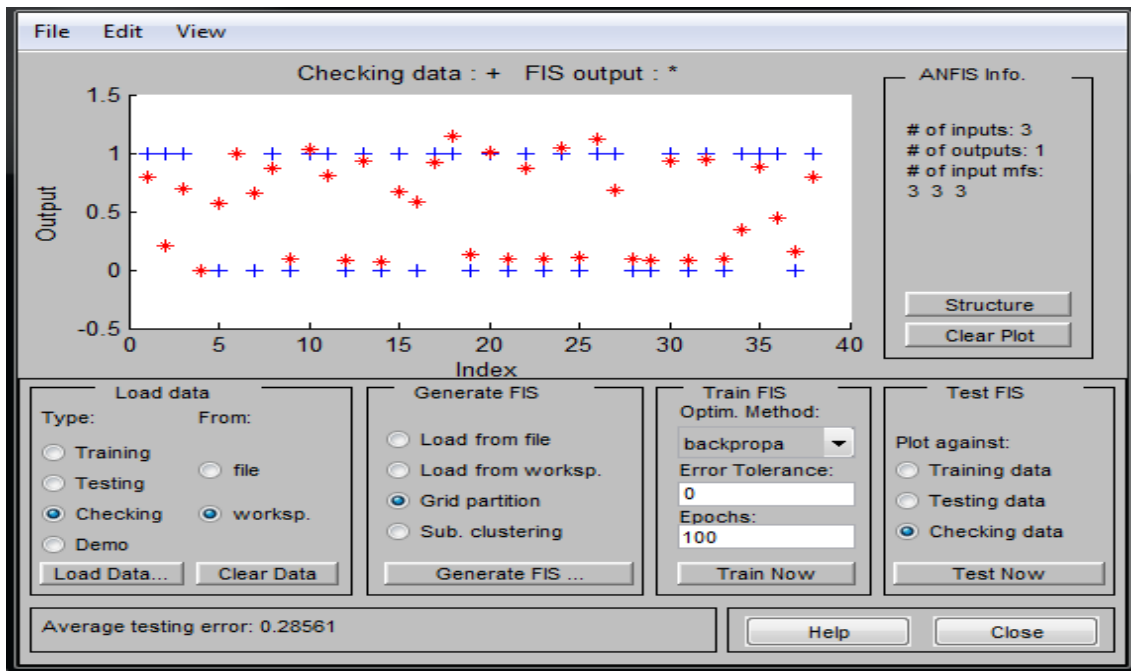 File Edit View
Checking data : + FIS output : *
1.5
1
0.5
0
-0.5
Output
0 5 10 15 20 25 30 35 40
Index
ANFIS Info.
# of inputs: 3
# of outputs: 1
# of input mfs:
3 3 3
Structure
Clear Plot
Load data
Type: From:
Training
Testing
Checking
Demo
file
worksp.
Load Data... Clear Data
Generate FIS
Load from file
Load from worksp.
Grid partition
Sub. clustering
Generate FIS ...
Train FIS
Optim. Method:
backpropa
Error Tolerance:
0
Epochs:
100
Train Now
Test FIS
Plot against:
Training data
Testing data
Checking data
Test Now
Average testing error: 0.28561
Help Close